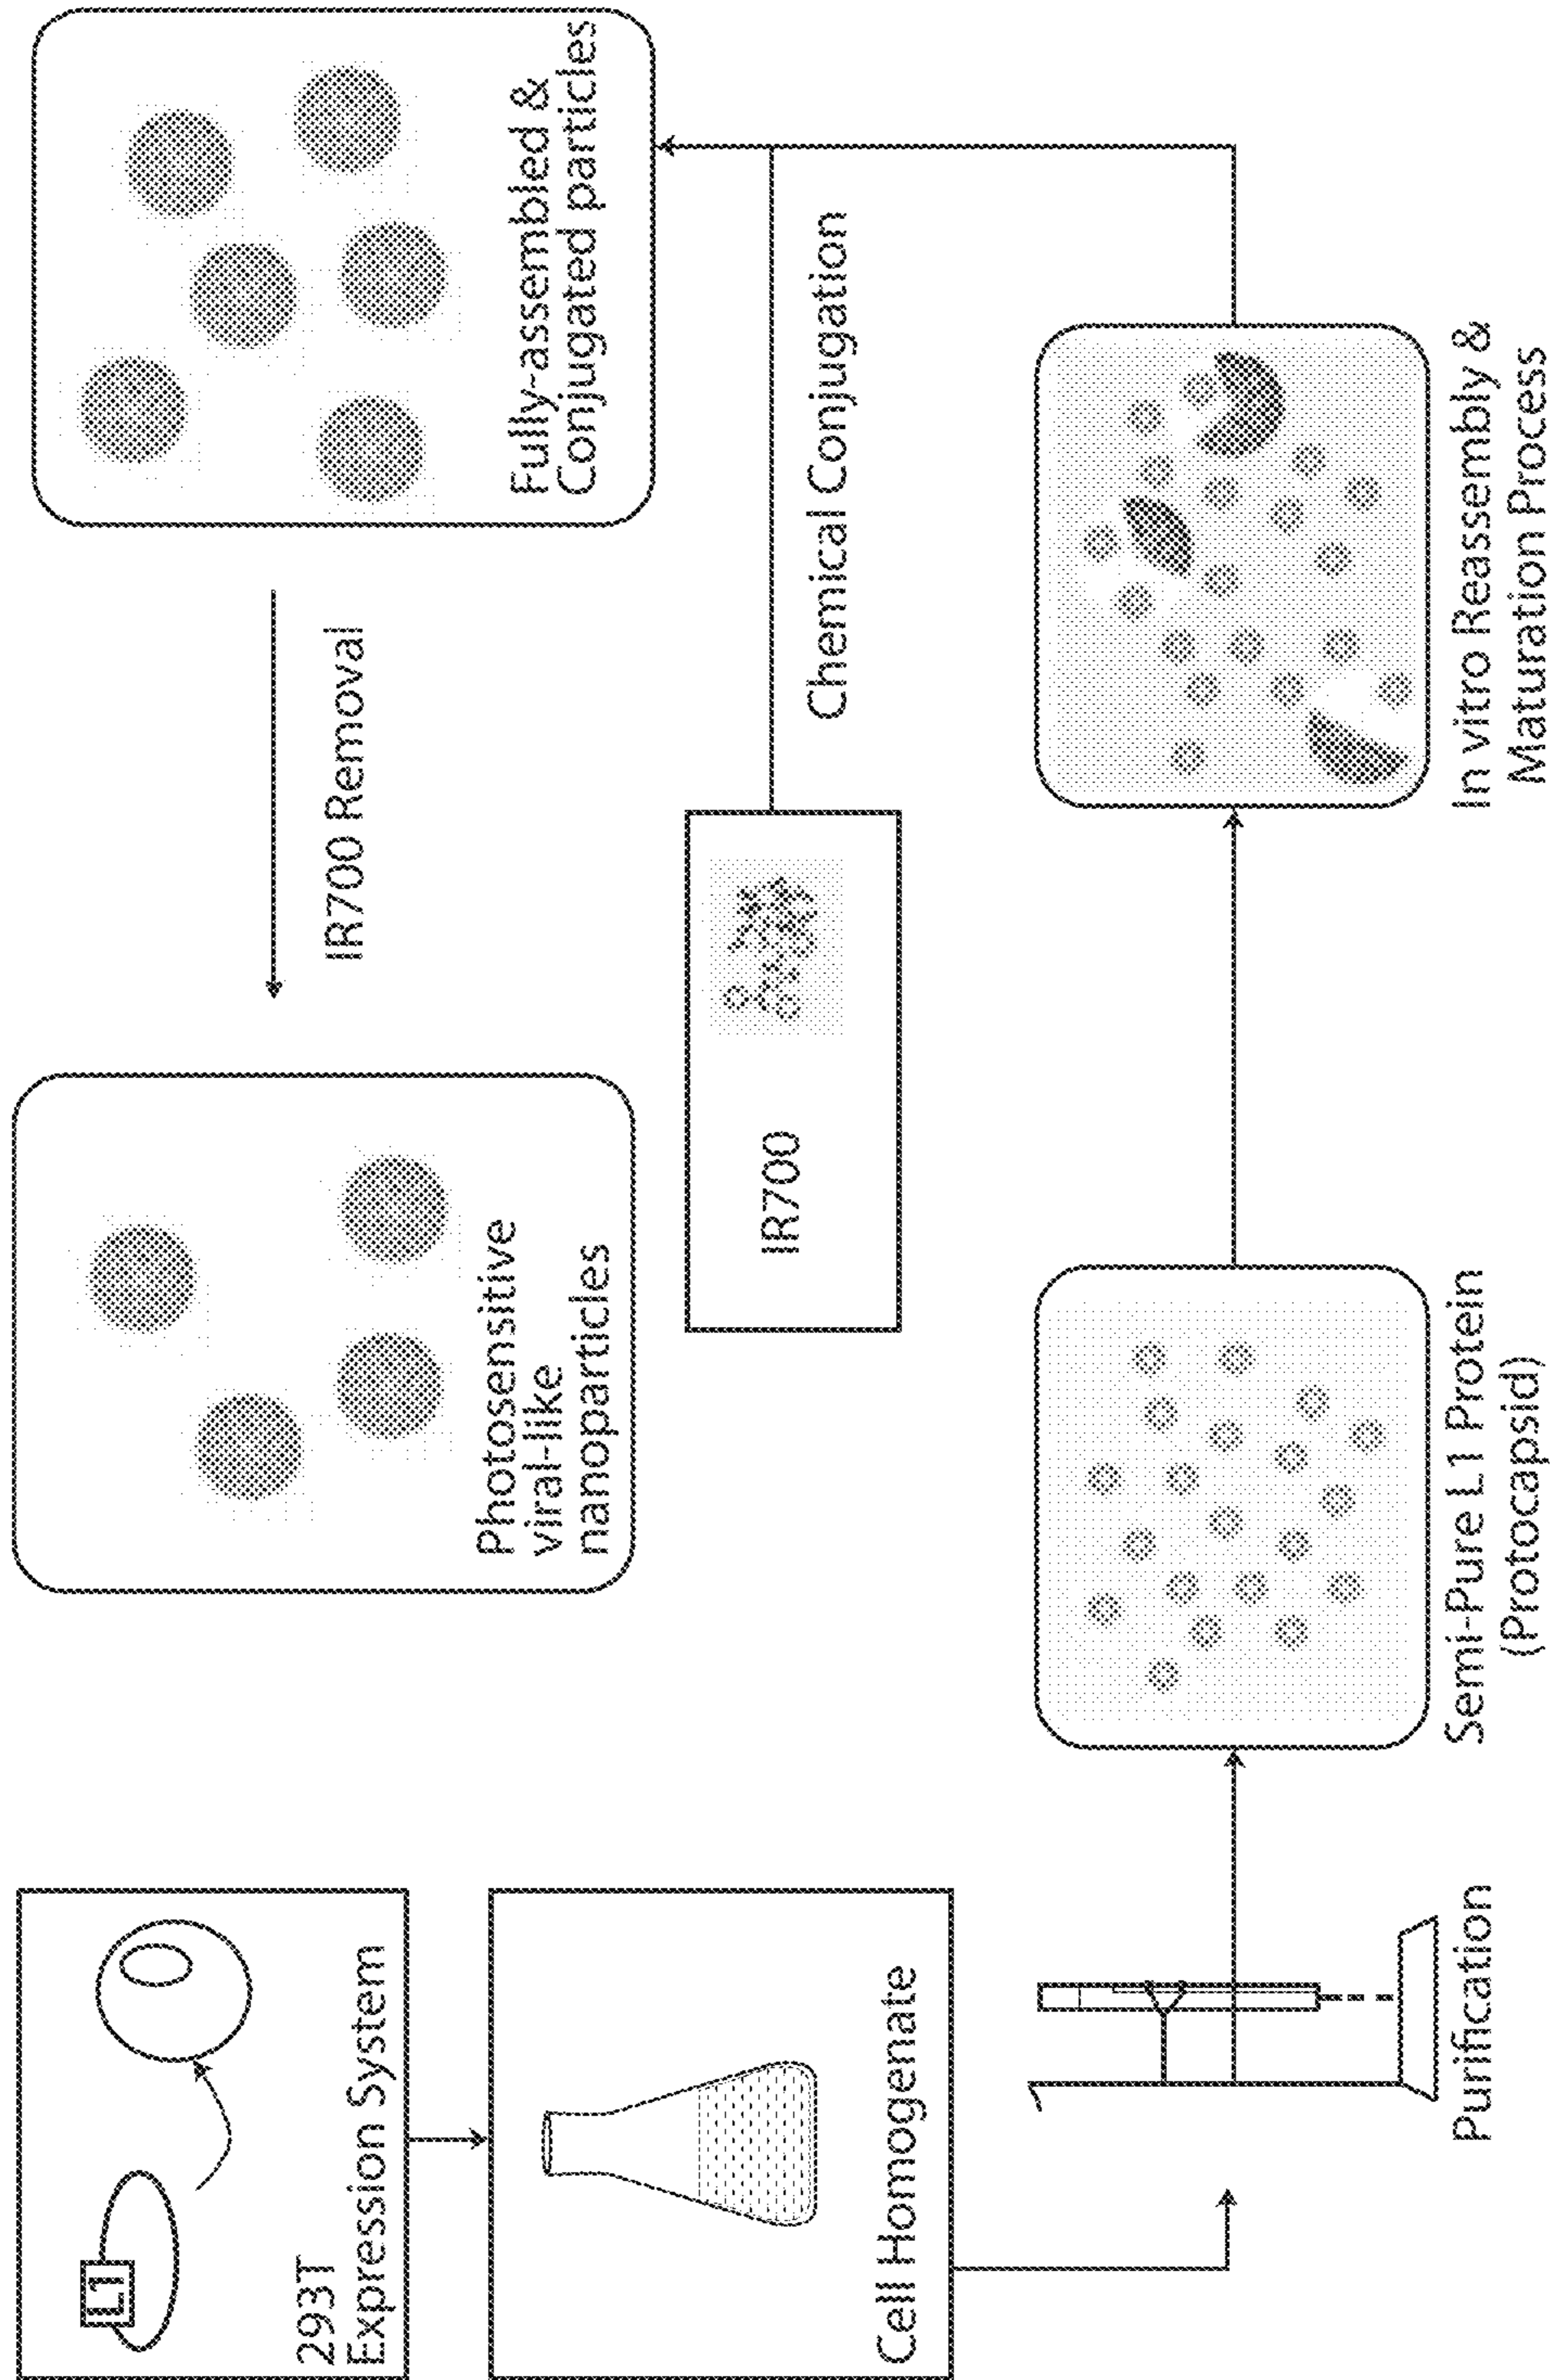 L1
293T
Expression System
Cell Homogenate
Purification
Semi-Pure L1 Protein
(Protocapsid)
In vitro Reassembly &
Maturation Process
IR700
Chemical Conjugation
Fully-assembled &
Conjugated particles
IR700 Removal
Photosensitive
viral-like
nanoparticles